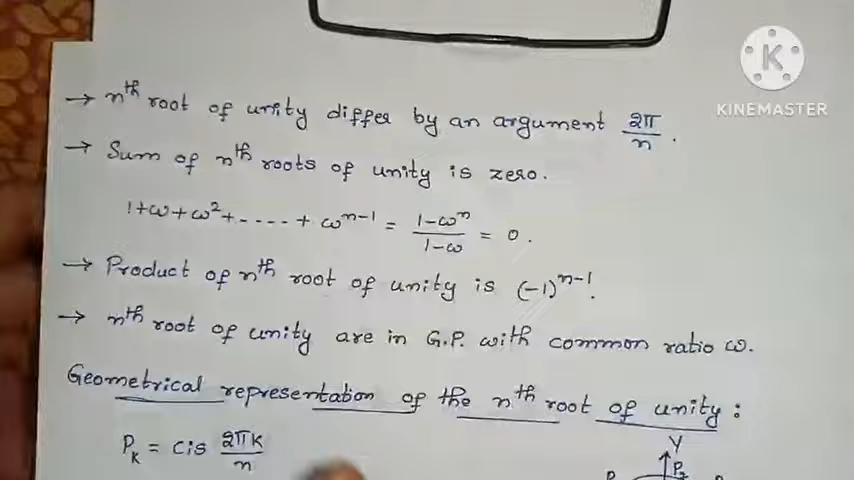 K
KINEMASTER
→ nth root of unity differ by an argument 2π/n.
→ Sum of nth roots of unity is zero.
1+ω+ω²+.....+ ωⁿ⁻¹ = 1-ωⁿ/1-ω = 0.
→ Product of nth root of unity is (-1)ⁿ⁻¹.
→ nth root of unity are in G.P. with common ratio ω.
Geometrical representation of the nth root of unity :
Pₖ = cis 2πK/n
Y